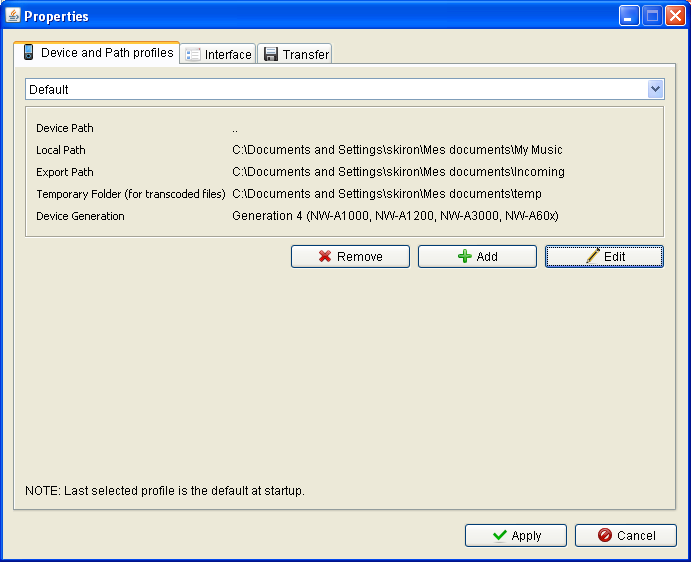 Properties
Device and Path profiles Interface Transfer
Default
Device Path ..
Local Path C:\Documents and Settings\skiron\Mes documents\My Music
Export Path C:\Documents and Settings\skiron\Mes documents\Incoming
Temporary Folder (for transcoded files) C:\Documents and Settings\skiron\Mes documents\temp
Device Generation Generation 4 (NW-A1000, NW-A1200, NW-A3000, NW-A60x)
Remove Add Edit
NOTE: Last selected profile is the default at startup.
Apply Cancel